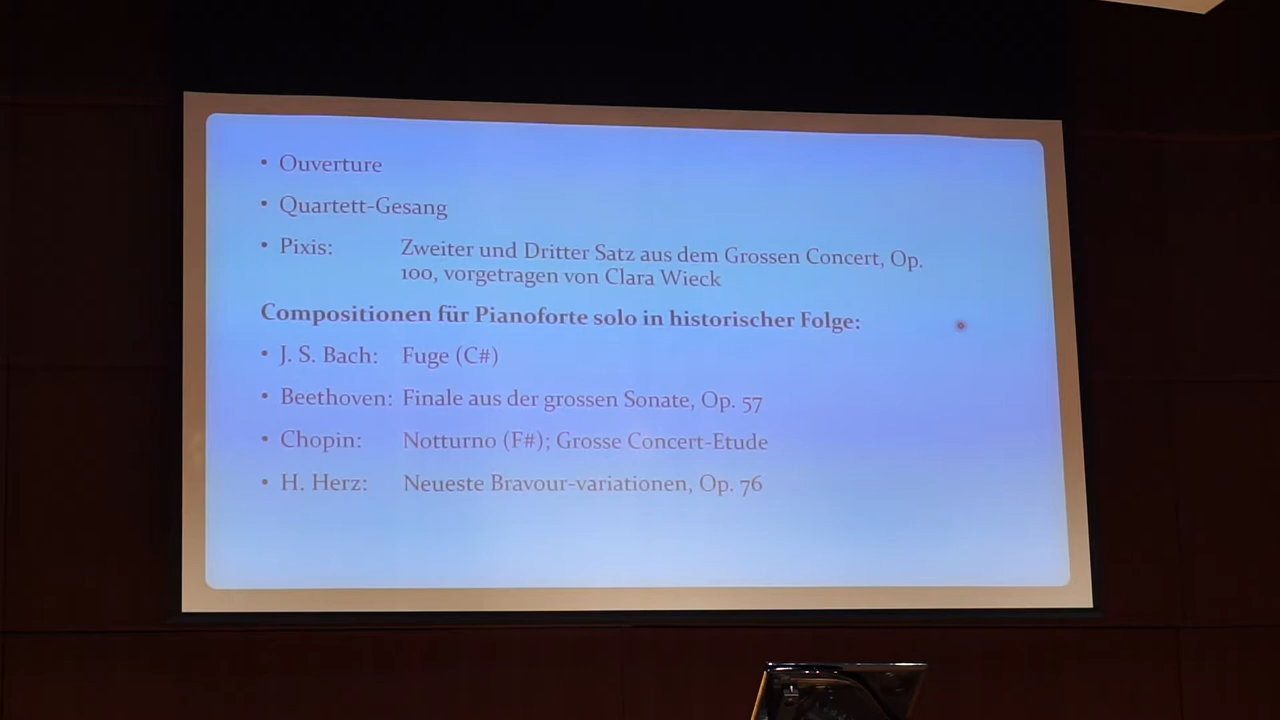 • Ouverture
• Quartett-Gesang
• Pixis: Zweiter und Dritter Satz aus dem Grossen Concert, Op.
100, vorgetragen von Clara Wieck
Compositionen für Pianoforte solo in historischer Folge:
• J. S. Bach: Fuge (C#)
• Beethoven: Finale aus der grossen Sonate, Op. 57
• Chopin: Notturno (F#); Grosse Concert-Etude
• H. Herz: Neueste Bravour-variationen, Op. 76